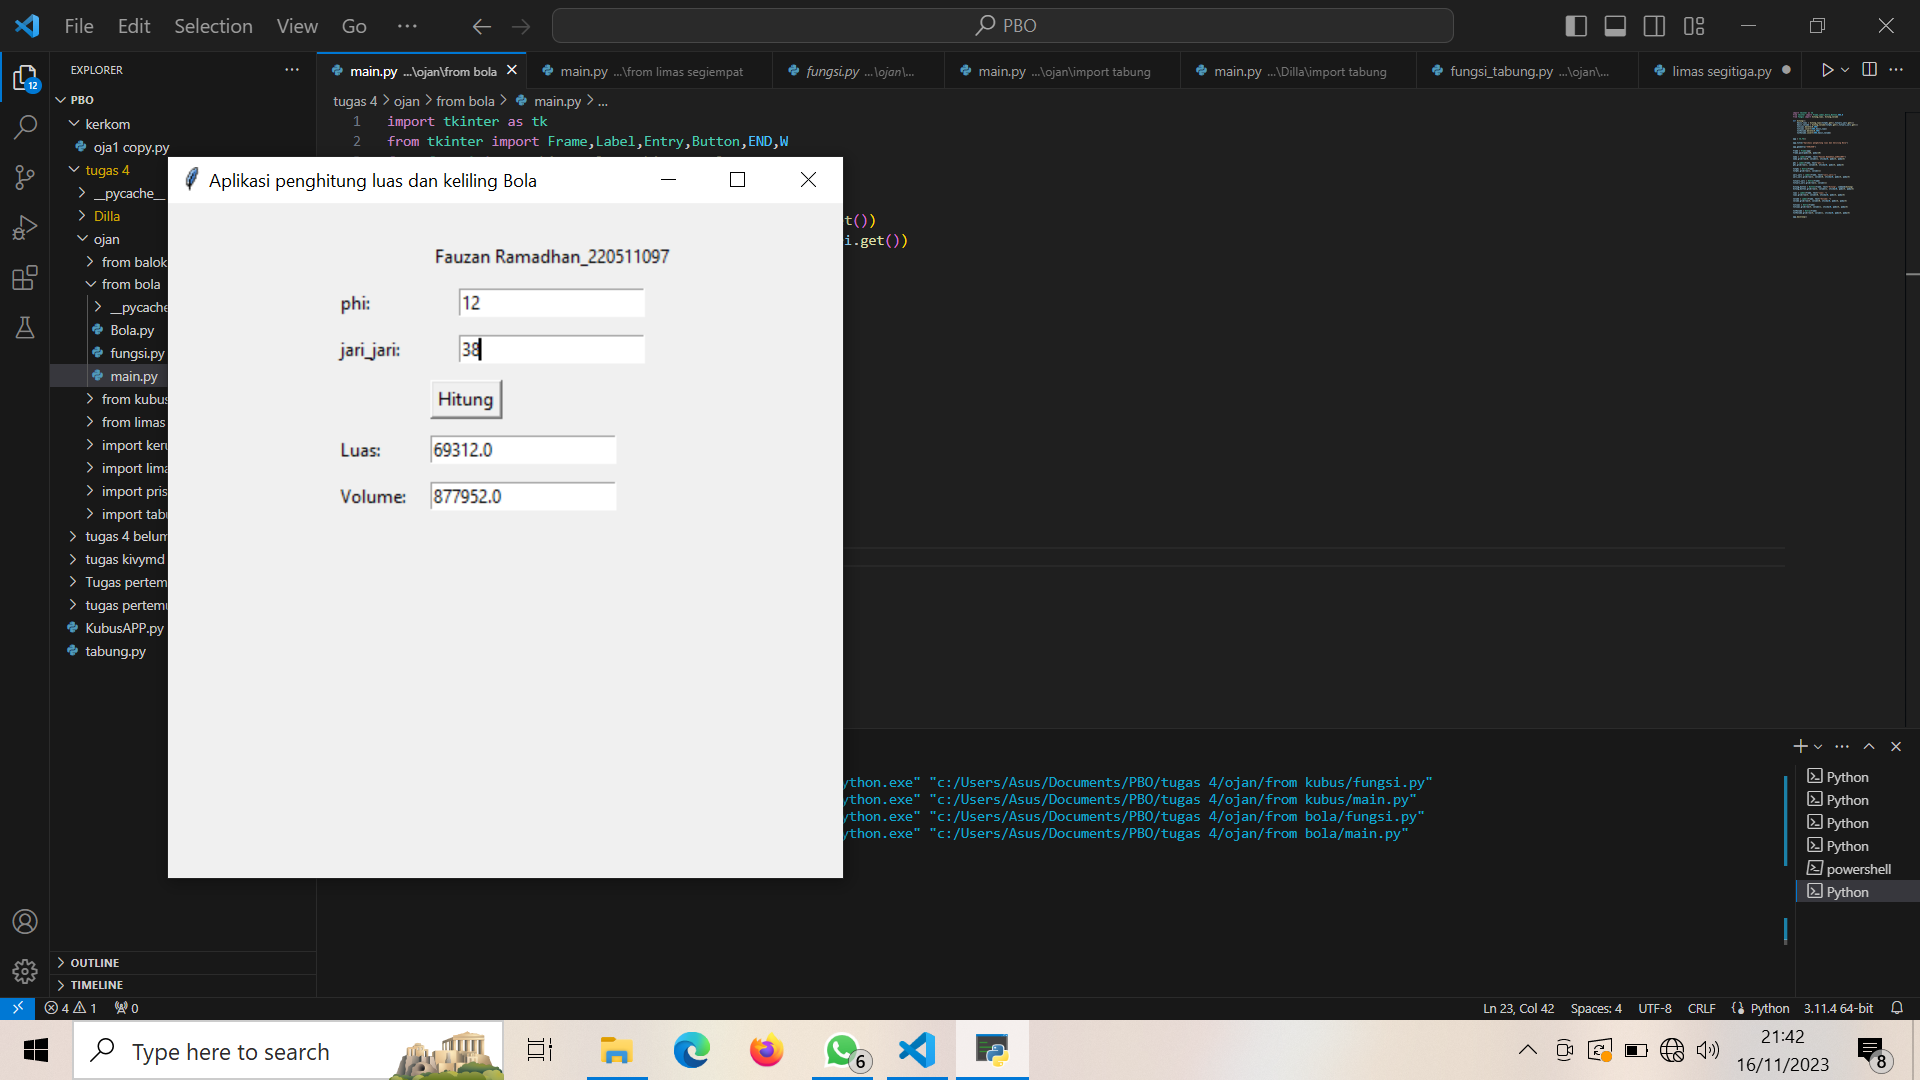 File Edit Selection View Go ···
PBO
EXPLORER
PBO
kerkom
oja1 copy.py
tugas 4
__pycache__
Dilla
ojan
from balok
from bola
__pycache
Bola.py
fungsi.py
main.py
from kubus
from limas
import keru
import lima
import pris
import tabu
tugas 4 belum
tugas kivymd
Tugas pertem
tugas pertemu
KubusAPP.py
tabung.py
OUTLINE
TIMELINE
main.py ...\ojan\from bola
main.py ...\from limas segiempat
fungsi.py ...\ojan\...
main.py ...\ojan\import tabung
main.py ...\Dilla\import tabung
fungsi_tabung.py ...\ojan\...
limas segitiga.py
tugas 4 > ojan > from bola > main.py > ...
1 import tkinter as tk
2 from tkinter import Frame,Label,Entry,Button,END,W
t())
i.get())
Aplikasi penghitung luas dan keliling Bola
Fauzan Ramadhan_220511097
phi: 12
jari_jari: 38
Hitung
Luas: 69312.0
Volume: 877952.0
ython.exe" "c:/Users/Asus/Documents/PBO/tugas 4/ojan/from kubus/fungsi.py"
ython.exe" "c:/Users/Asus/Documents/PBO/tugas 4/ojan/from kubus/main.py"
ython.exe" "c:/Users/Asus/Documents/PBO/tugas 4/ojan/from bola/fungsi.py"
ython.exe" "c:/Users/Asus/Documents/PBO/tugas 4/ojan/from bola/main.py"
Python
Python
Python
Python
powershell
Python
12
4 1 0
Ln 23, Col 42 Spaces: 4 UTF-8 CRLF Python 3.11.4 64-bit
Type here to search
6
21:42
16/11/2023
8